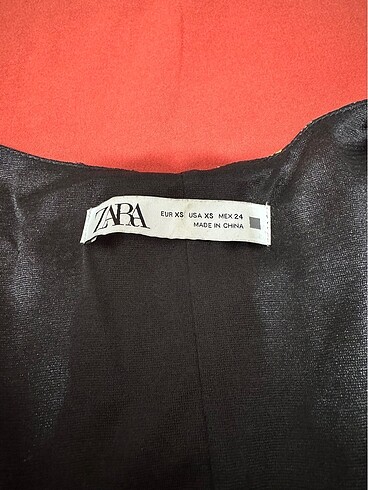 ZARA
EUR XS USA XS MEX 24
MADE IN CHINA